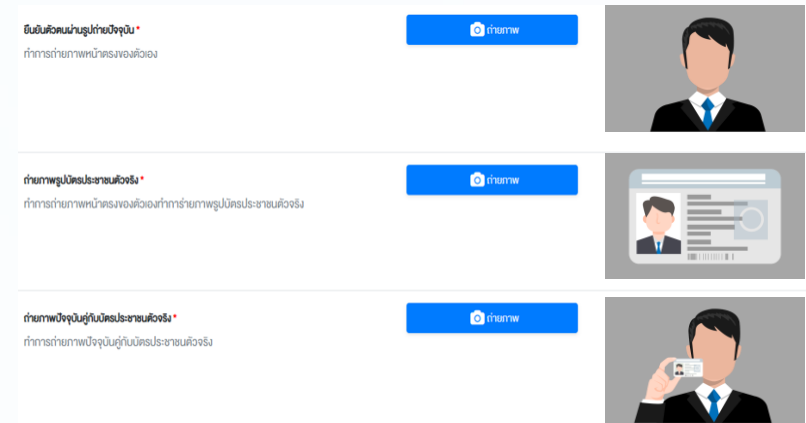 ยืนยันตัวตนผ่านรูปถ่ายปัจจุบัน *
ถ่ายภาพ
ทำการถ่ายภาพหน้าตรงของตัวเอง
ถ่ายภาพรูปบัตรประชาชนตัวจริง *
ถ่ายภาพ
ทำการถ่ายภาพหน้าตรงของตัวเองทำการ่ายภาพรูปบัตรประชาชนตัวจริง
ถ่ายภาพปัจจุบันคู่กับบัตรประชาชนตัวจริง *
ถ่ายภาพ
ทำการถ่ายภาพปัจจุบันคู่กับบัตรประชาชนตัวจริง